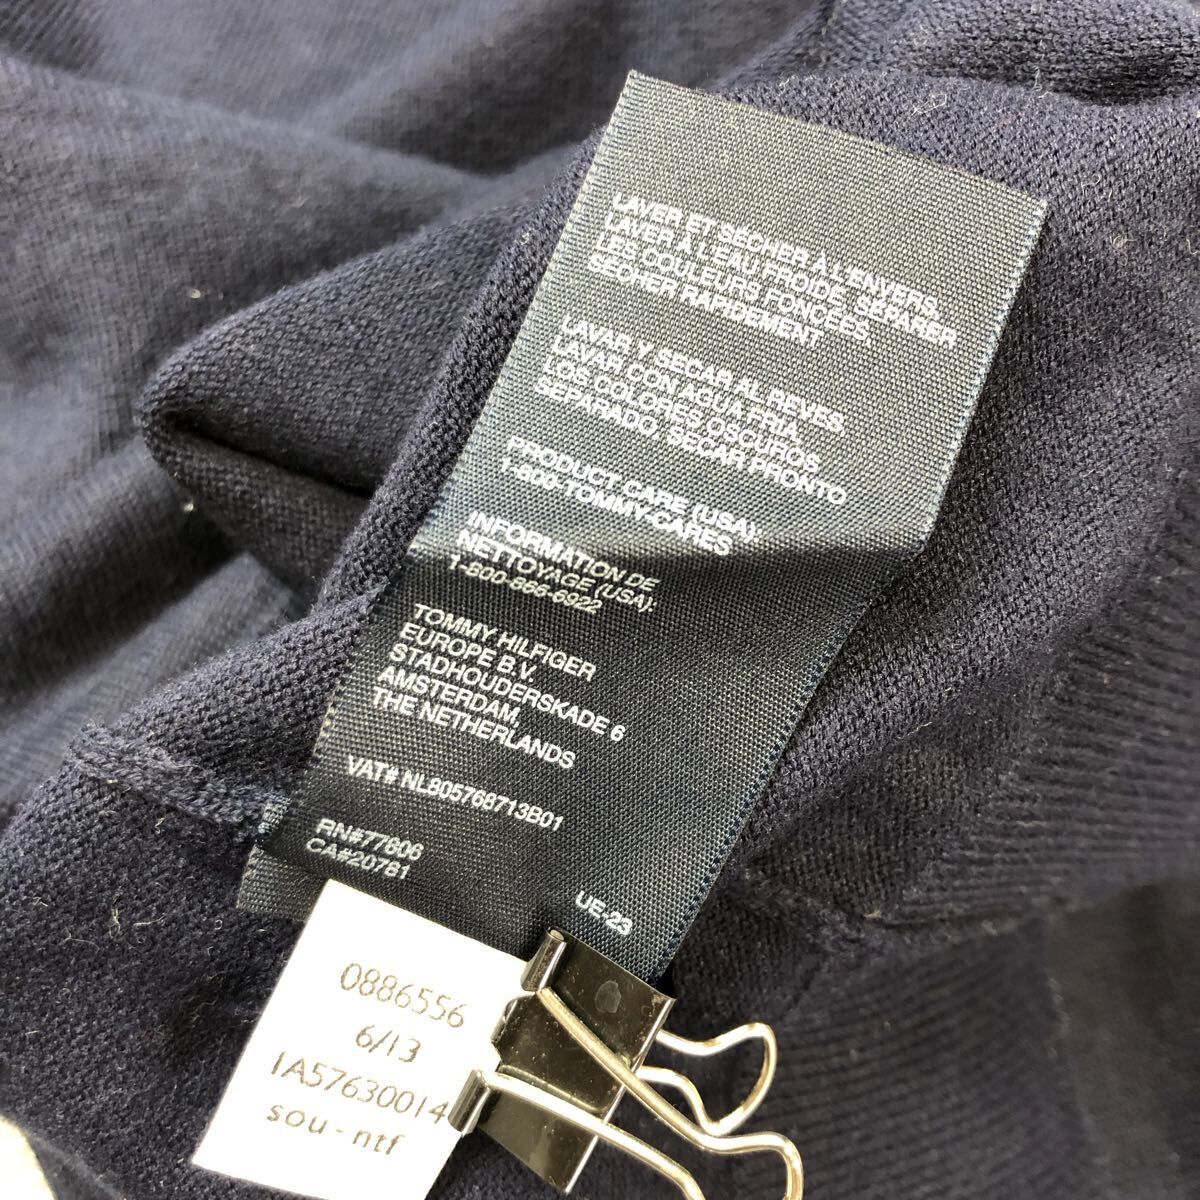 LAVER ET SÉCHER À L'ENVERS,
LAVER À L'EAU FROIDE, SÉPARER
LES COULEURS FONCÉES
SÉCHER RAPIDEMENT
LAVAR Y SECAR AL REVES,
LAVAR CON AGUA FRIA,
LOS COLORES OSCUROS
SEPARADO, SECAR PRONTO
PRODUCT CARE (USA):
1-800-TOMMY-CARES
INFORMATION DE
NETTOYAGE (USA):
1-800-866-6922
TOMMY HILFIGER
EUROPE B.V.
STADHOUDERSKADE 6
AMSTERDAM,
THE NETHERLANDS
VAT# NL805768713B01
RN#77806
CA#20781
UE-23
0886556
6/13
1A57630014
sou-ntf